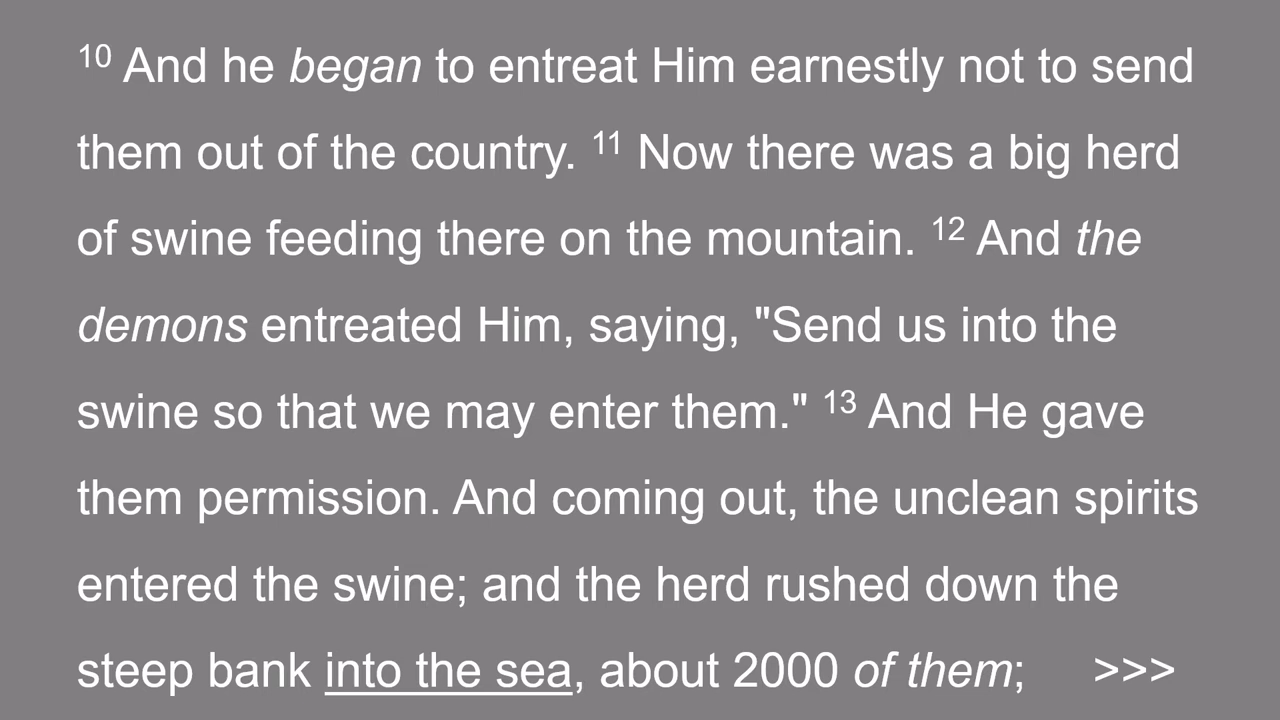 10 And he began to entreat Him earnestly not to send
them out of the country. 11 Now there was a big herd
of swine feeding there on the mountain. 12 And the
demons entreated Him, saying, "Send us into the
swine so that we may enter them." 13 And He gave
them permission. And coming out, the unclean spirits
entered the swine; and the herd rushed down the
steep bank into the sea, about 2000 of them; >>>